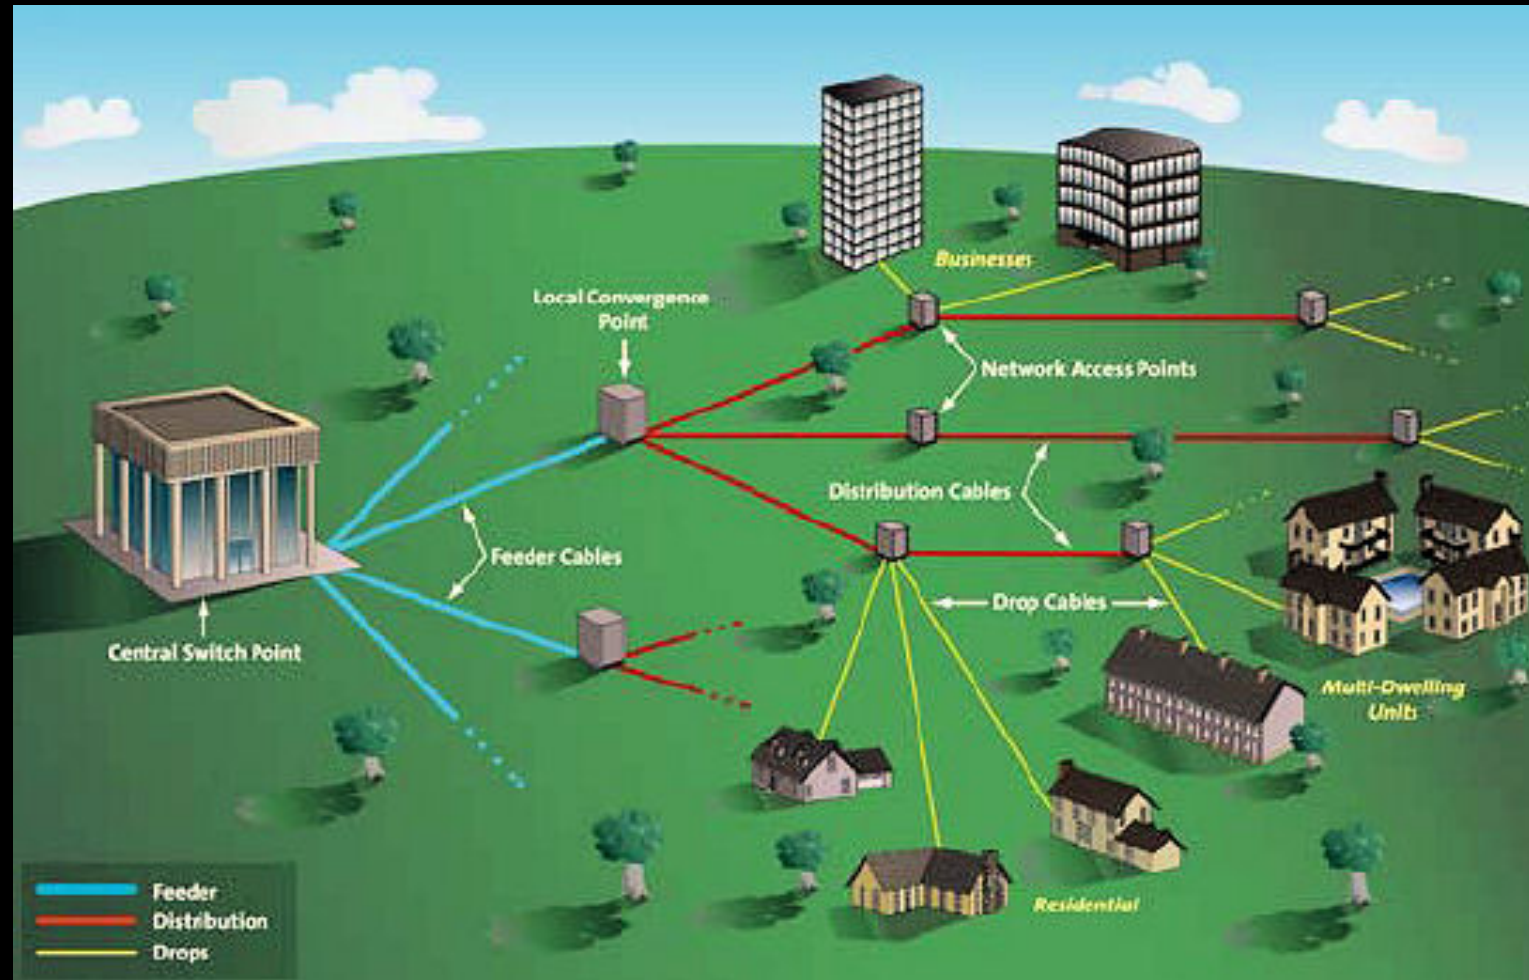 Businesses
Local Convergence
Point
Network Access Points
Distribution Cables
Feeder Cables
Drop Cables
Central Switch Point
Multi-Dwelling
Units
Residential
Feeder
Distribution
Drops